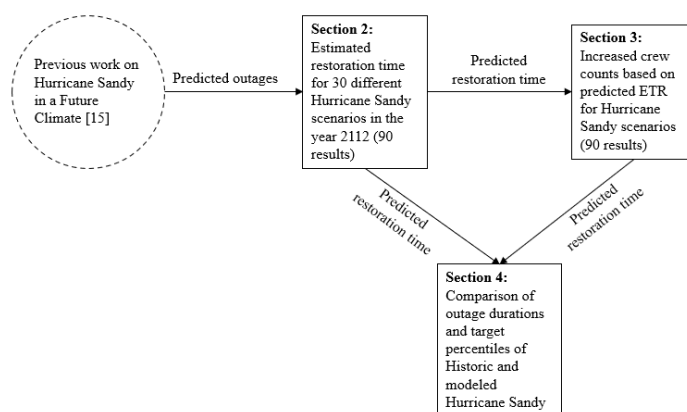 Previous work on
Hurricane Sandy
in a Future
Climate [15]
Predicted outages
Section 2:
Estimated
restoration time
for 30 different
Hurricane Sandy
scenarios in the
year 2112 (90
results)
Predicted
restoration time
Section 3:
Increased crew
counts based on
predicted ETR
for Hurricane
Sandy scenarios
(90 results)
Predicted
restoration time
Predicted
restoration time
Section 4:
Comparison of
outage durations
and target
percentiles of
Historic and
modeled
Hurricane Sandy